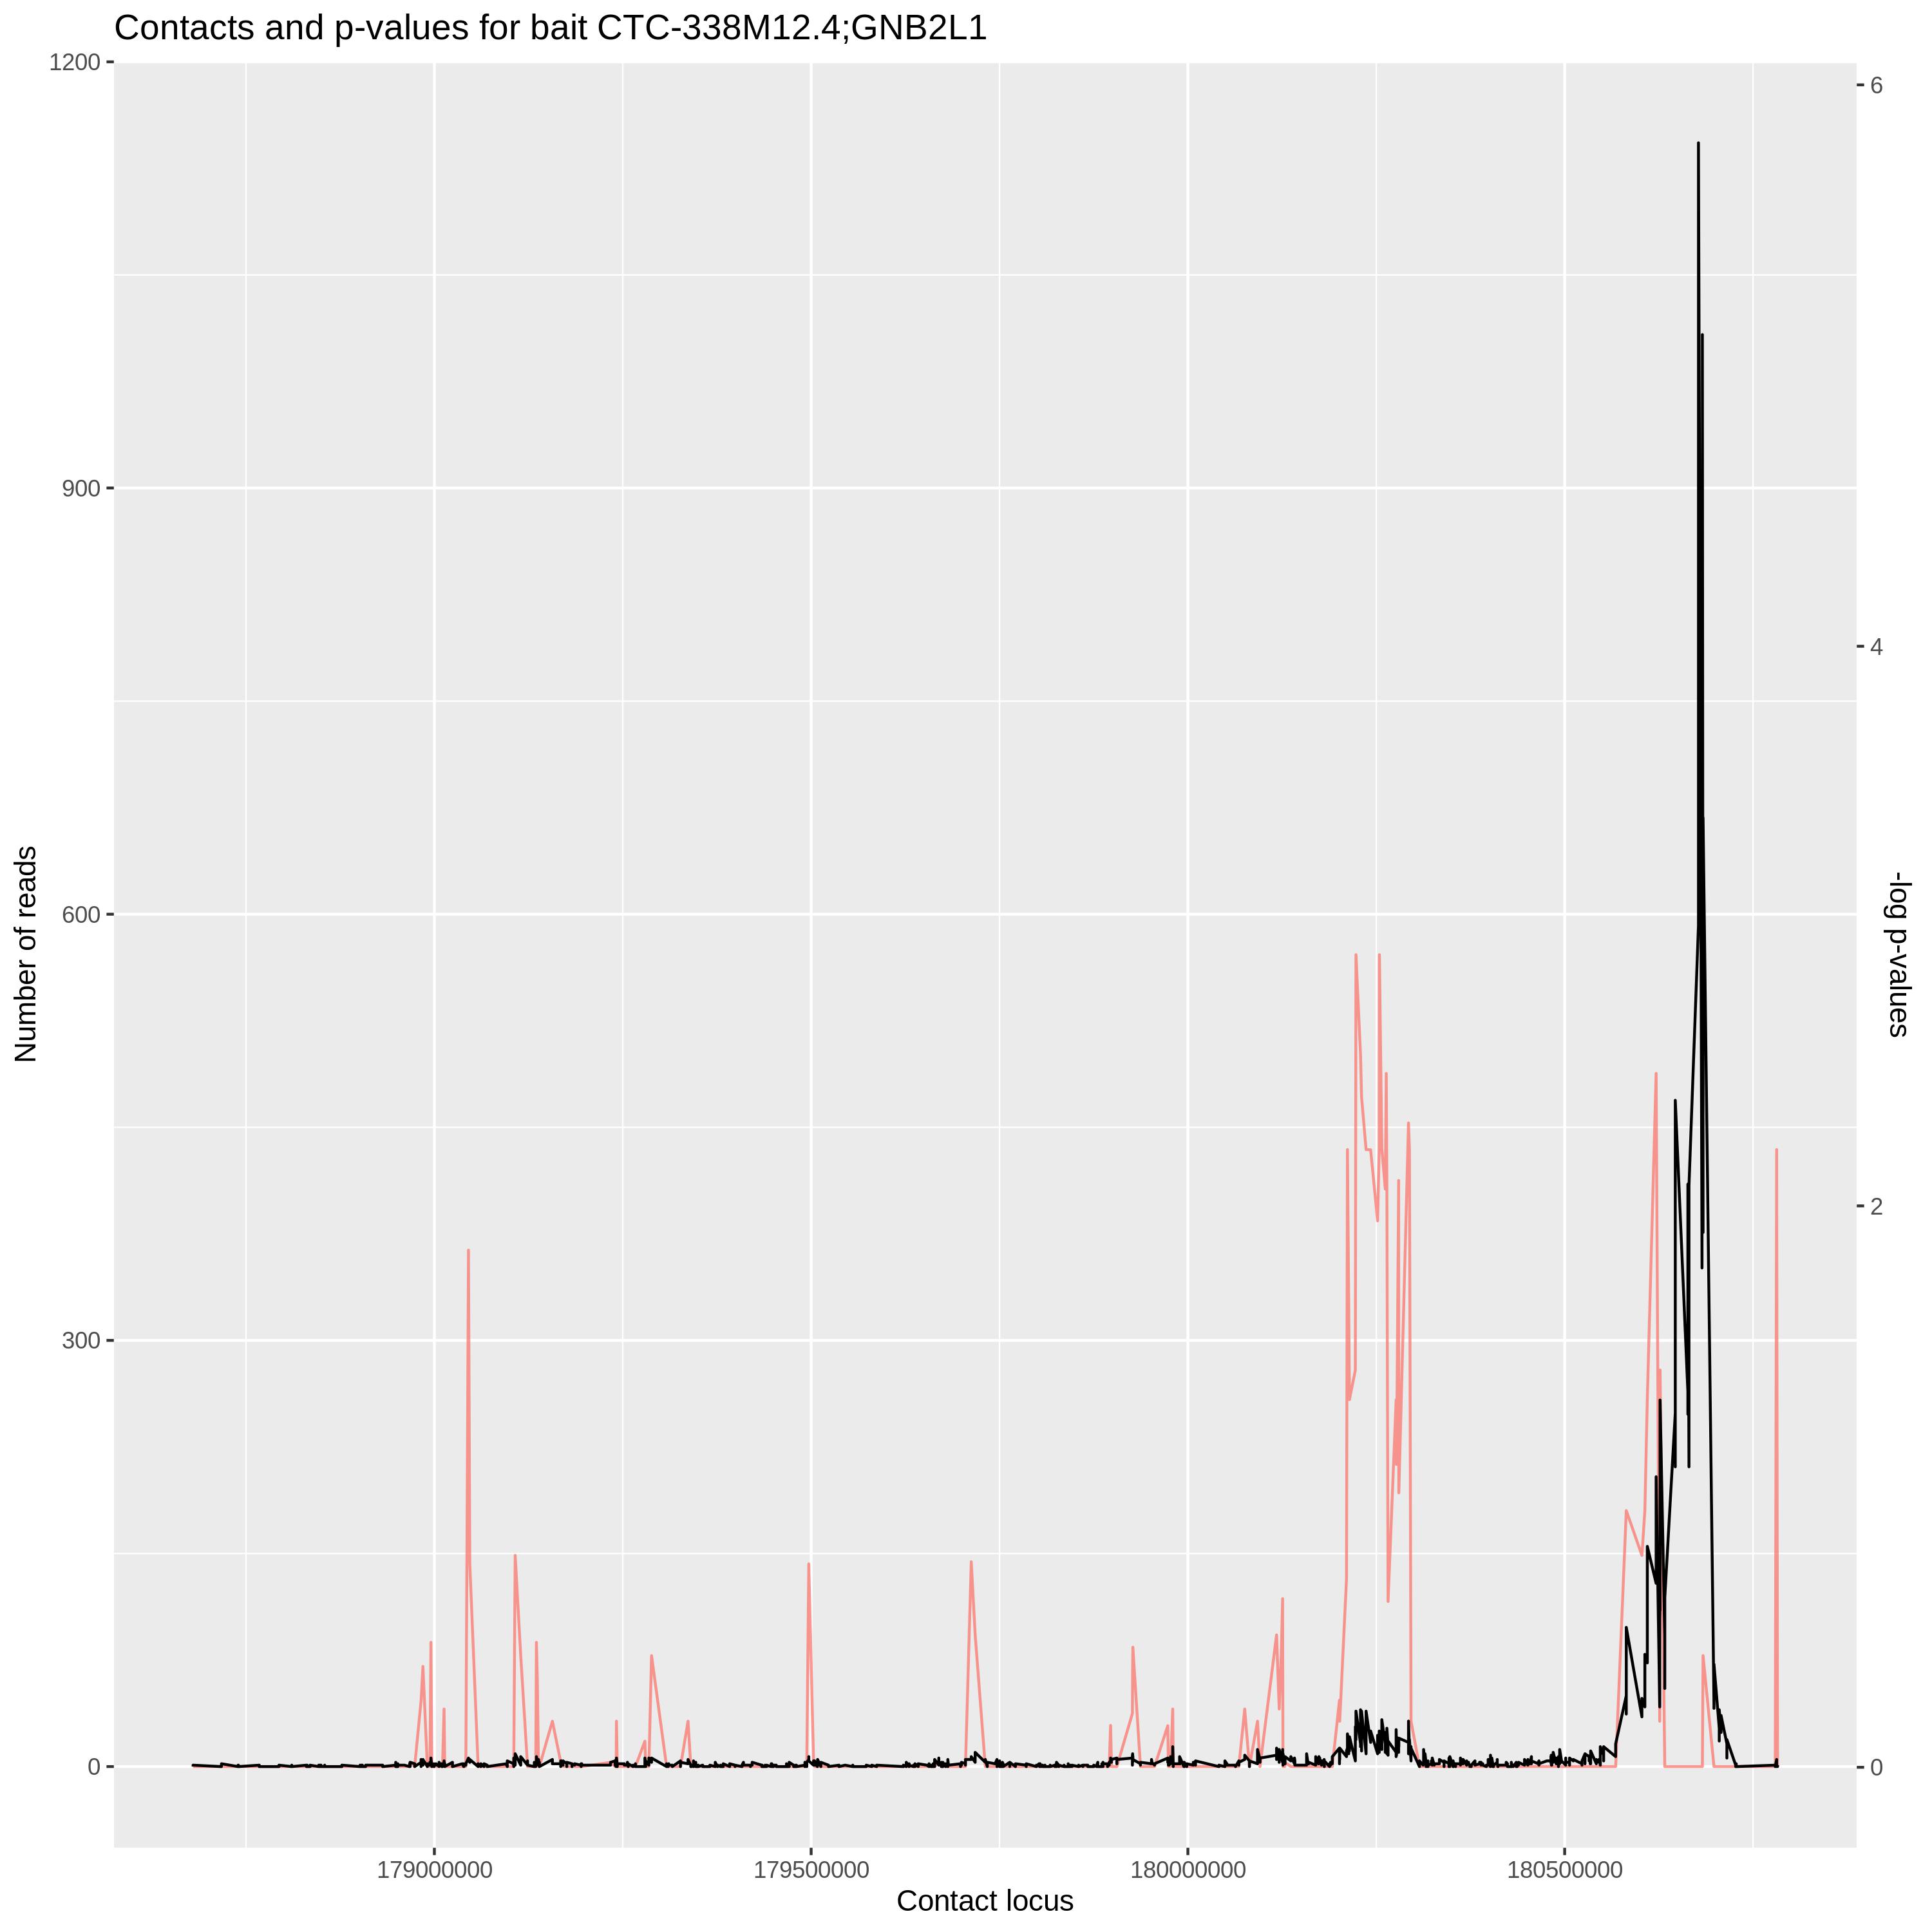 Contacts and p-values for bait CTC-338M12.4;GNB2L1
1200
900
600
300
0
Number of reads
6
4
2
0
-log p-values
179000000 179500000 180000000 180500000
Contact locus